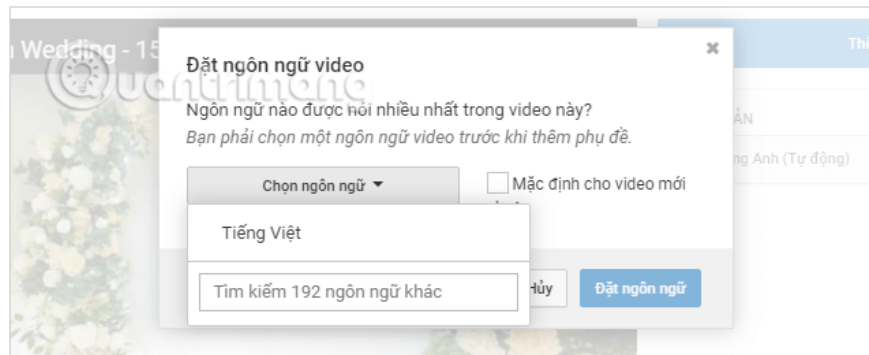 Wedding - 15
Đặt ngôn ngữ video
Quantrimang
Ngôn ngữ nào được nói nhiều nhất trong video này?
Bạn phải chọn một ngôn ngữ video trước khi thêm phụ đề.
Chọn ngôn ngữ
Mặc định cho video mới
Tiếng Việt
Tìm kiếm 192 ngôn ngữ khác
Hủy
Đặt ngôn ngữ
ng Anh (Tự động)